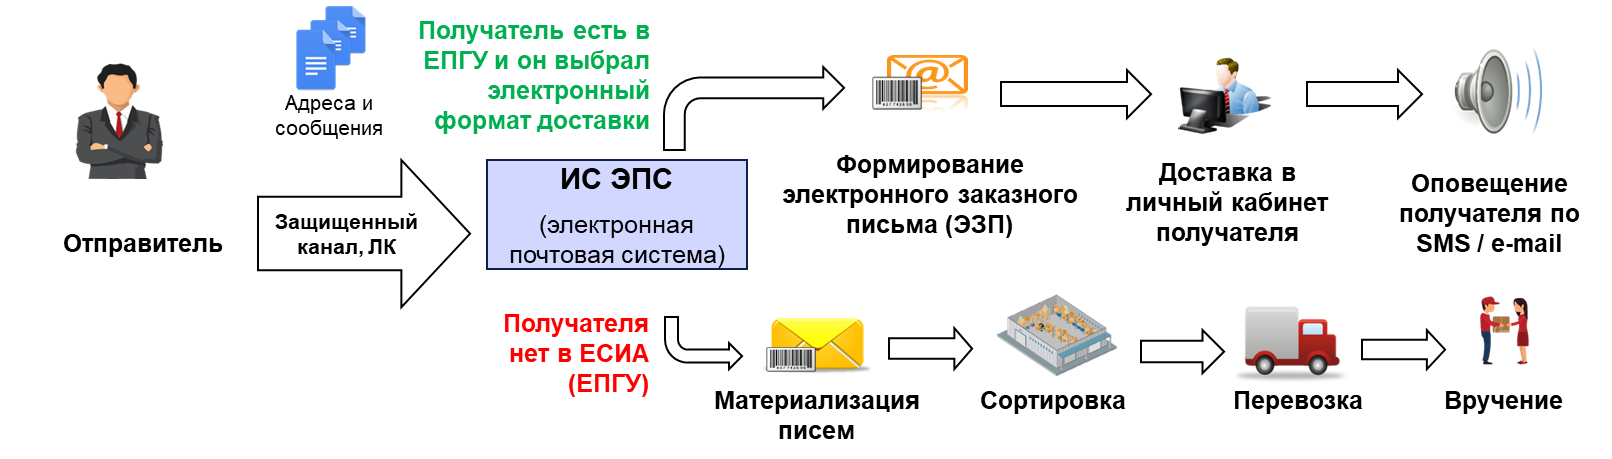 Отправитель
Адреса и
сообщения
Защищенный
канал, ЛК
Получатель есть в
ЕПГУ и он выбрал
электронный
формат доставки
ИС ЭПС
(электронная
почтовая система)
Формирование
электронного заказного
письма (ЭЗП)
Доставка в
личный кабинет
получателя
Оповещение
получателя по
SMS / e-mail
Получателя
нет в ЕСИА
(ЕПГУ)
Материализация
писем
Сортировка
Перевозка
Вручение